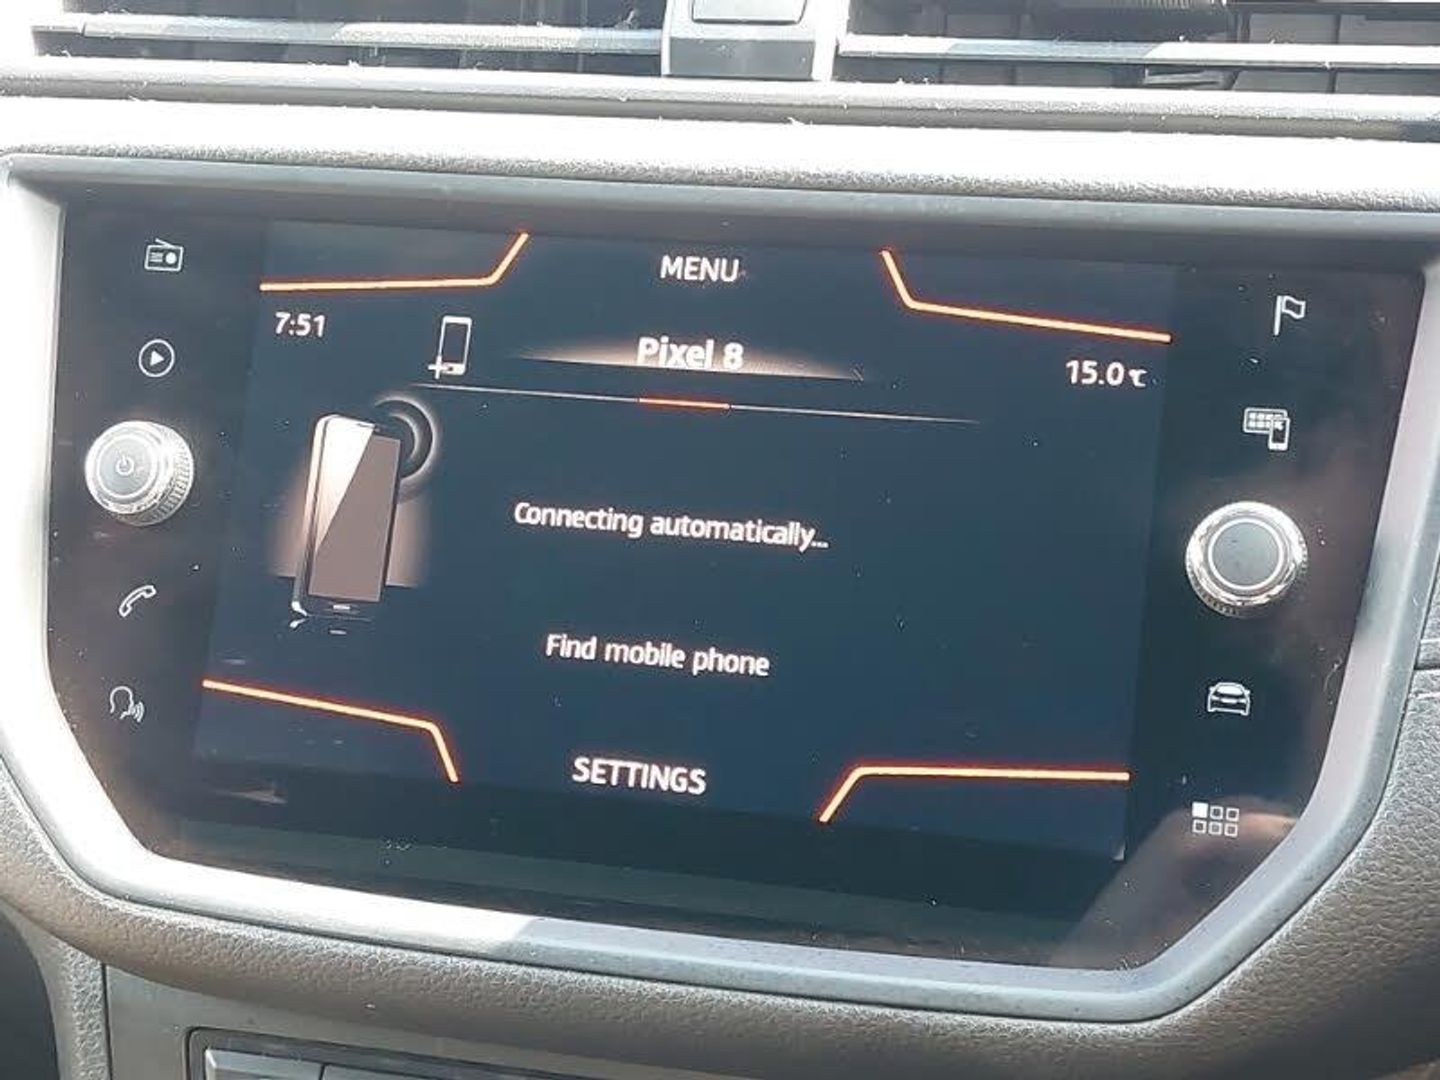 MENU
7:51
Pixel 8
15.0°C
Connecting automatically...
Find mobile phone
SETTINGS